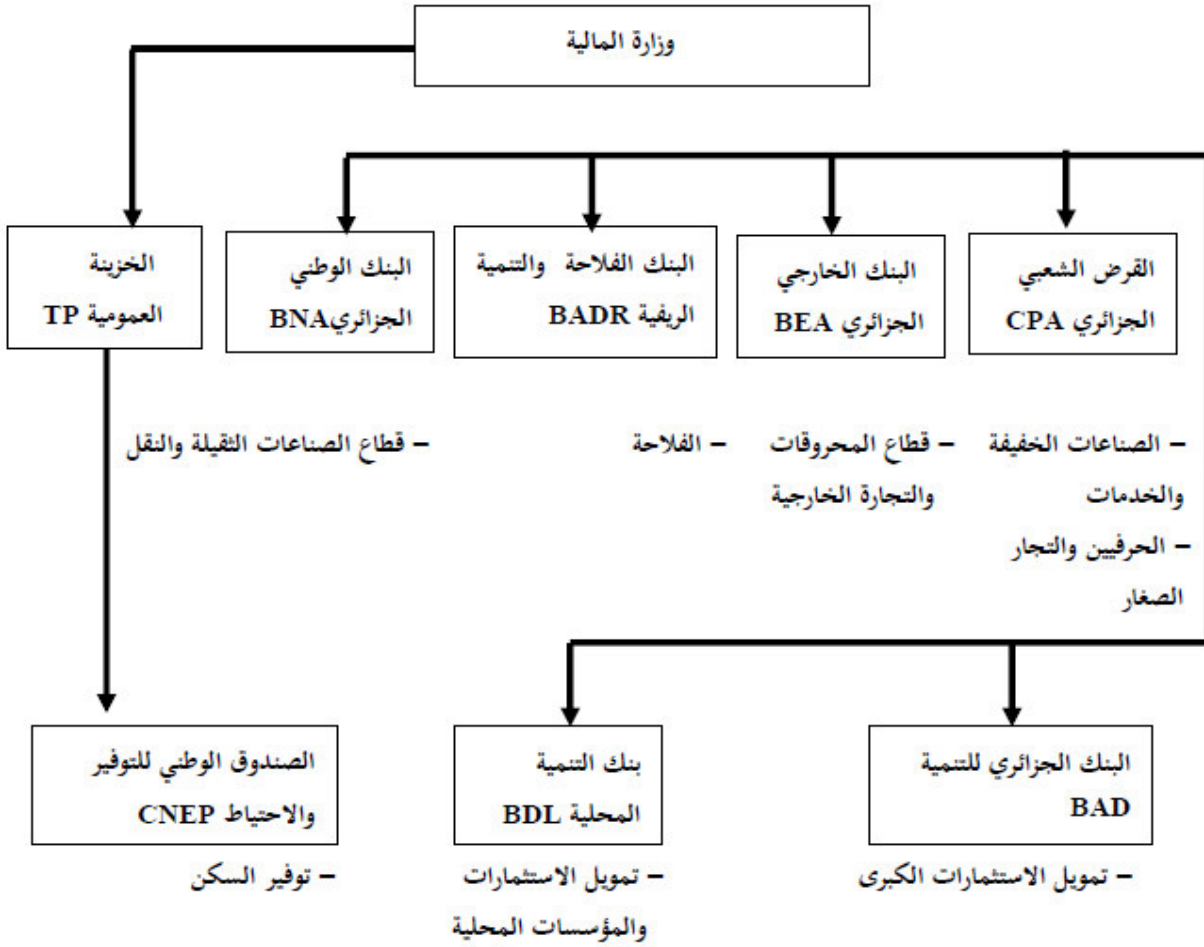 وزارة المالية
القرض الشعبي
الجزائري CPA
البنك الخارجي
الجزائري BEA
البنك الفلاحة والتنمية
الريفية BADR
البنك الوطني
الجزائريBNA
الخزينة
العمومية TP
– الصناعات الخفيفة
والخدمات
– الحرفيين والتجار
الصغار
– قطاع المحروقات
والتجارة الخارجية
– الفلاحة
– قطاع الصناعات الثقيلة والنقل
البنك الجزائري للتنمية
BAD
– تمويل الاستثمارات الكبرى
بنك التنمية
المحلية BDL
– تمويل الاستثمارات
والمؤسسات المحلية
الصندوق الوطني للتوفير
والاحتياط CNEP
– توفير السكن